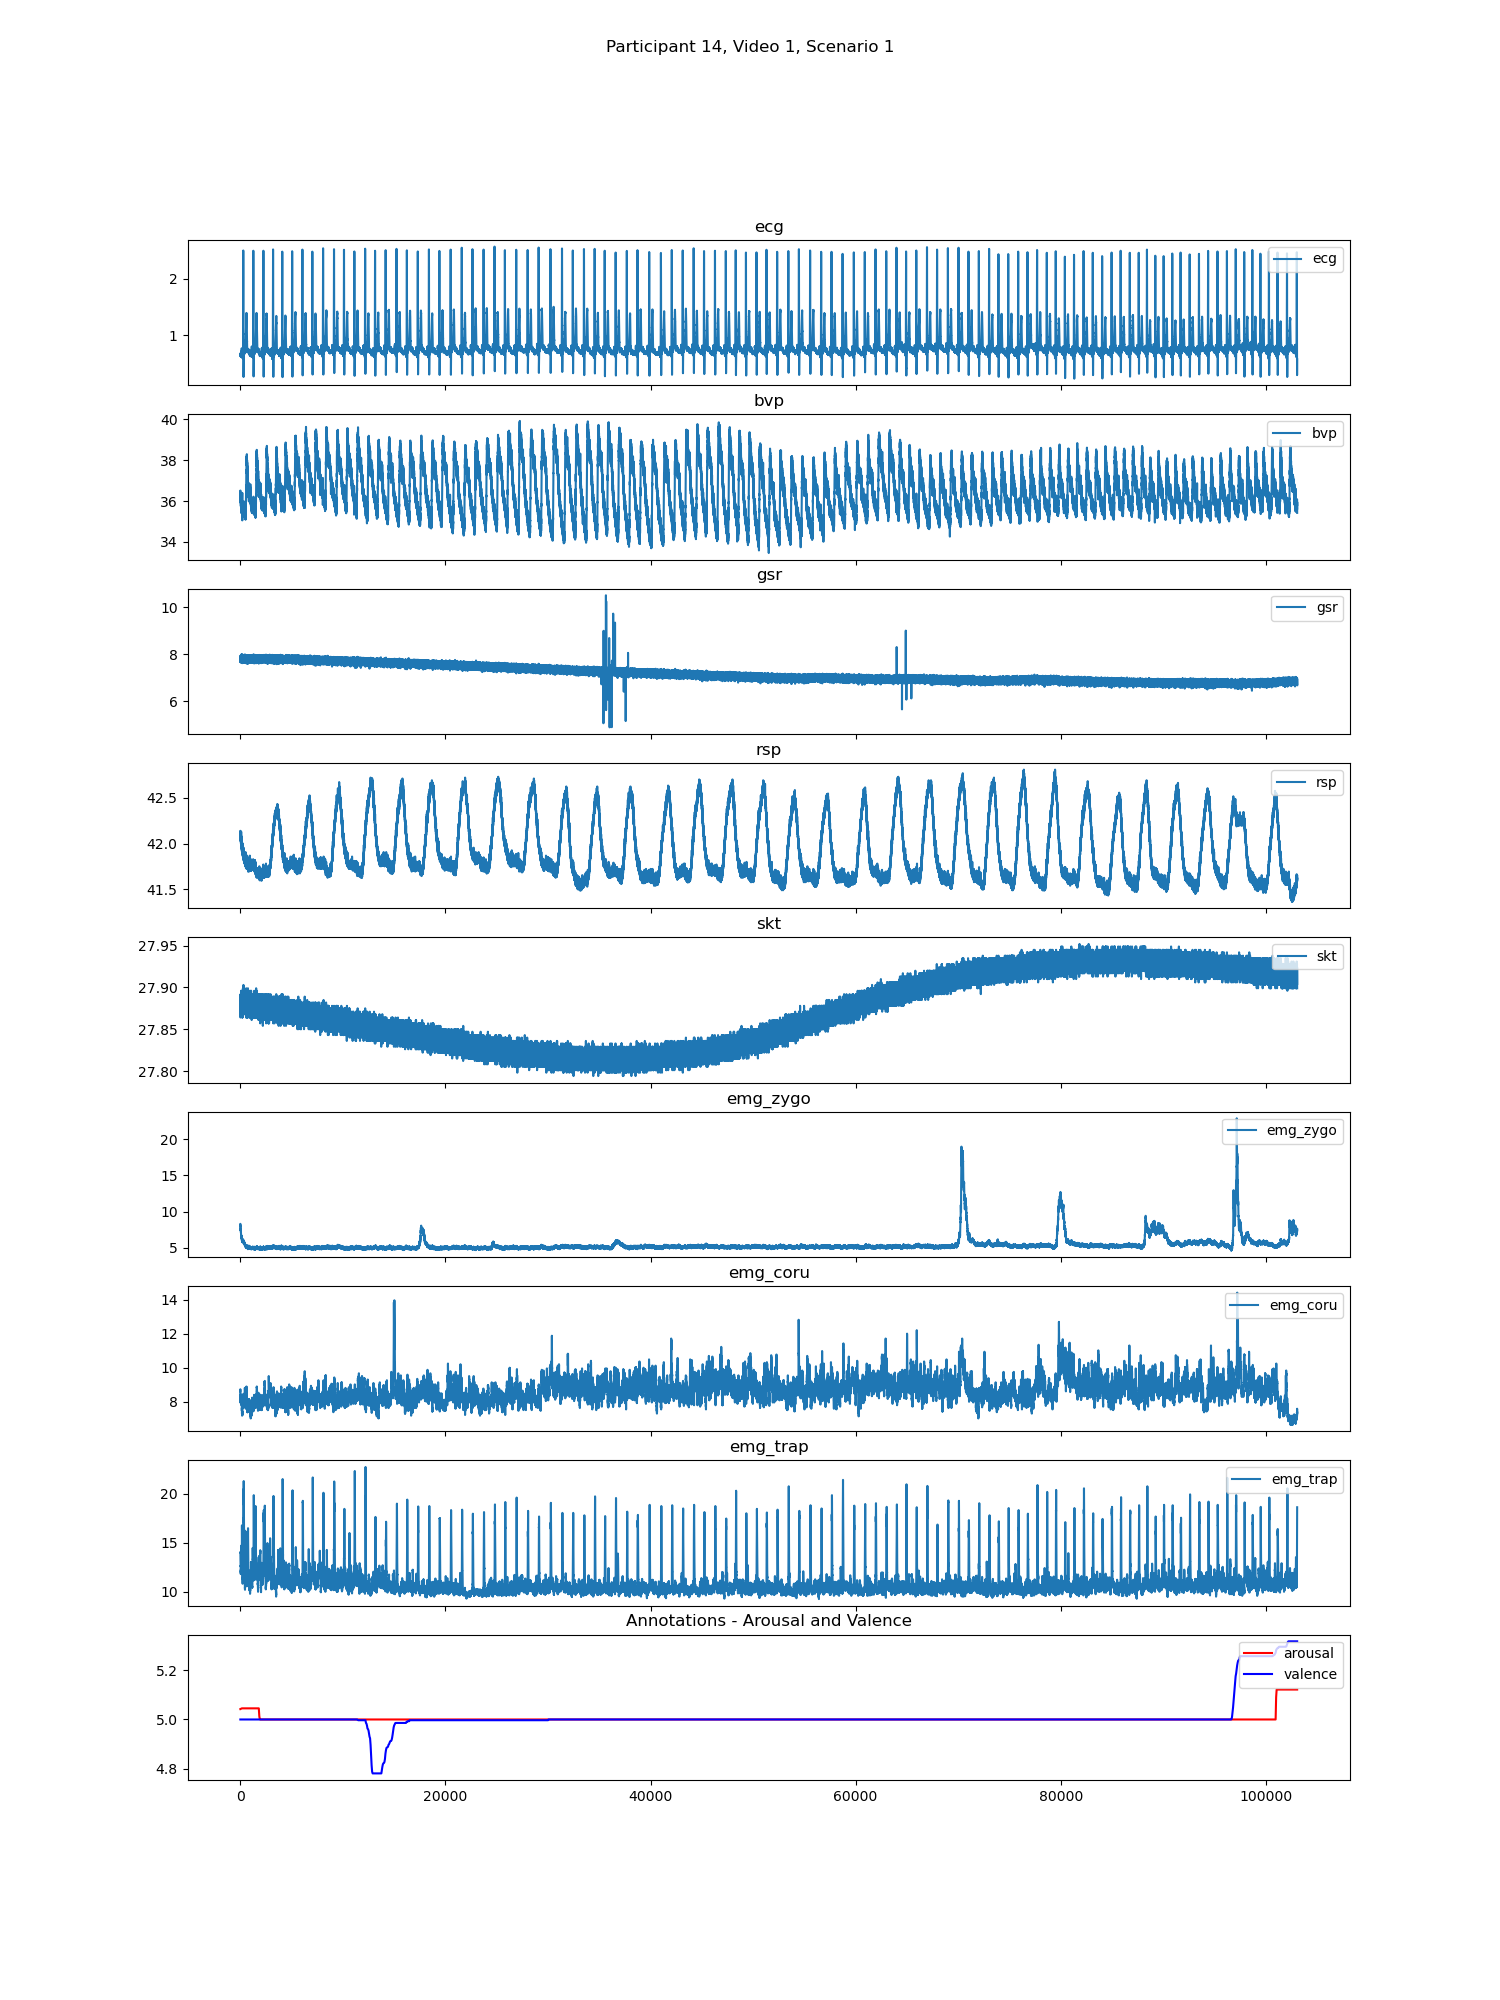 Participant 14, Video 1, Scenario 1
ecg
2
1
ecg
bvp
40
38
36
34
bvp
gsr
10
8
6
gsr
rsp
42.5
42.0
41.5
rsp
skt
27.95
27.90
27.85
27.80
skt
emg_zygo
20
15
10
5
emg_zygo
emg_coru
14
12
10
8
emg_coru
emg_trap
20
15
10
emg_trap
Annotations - Arousal and Valence
5.2
5.0
4.8
arousal
valence
0 20000 40000 60000 80000 100000